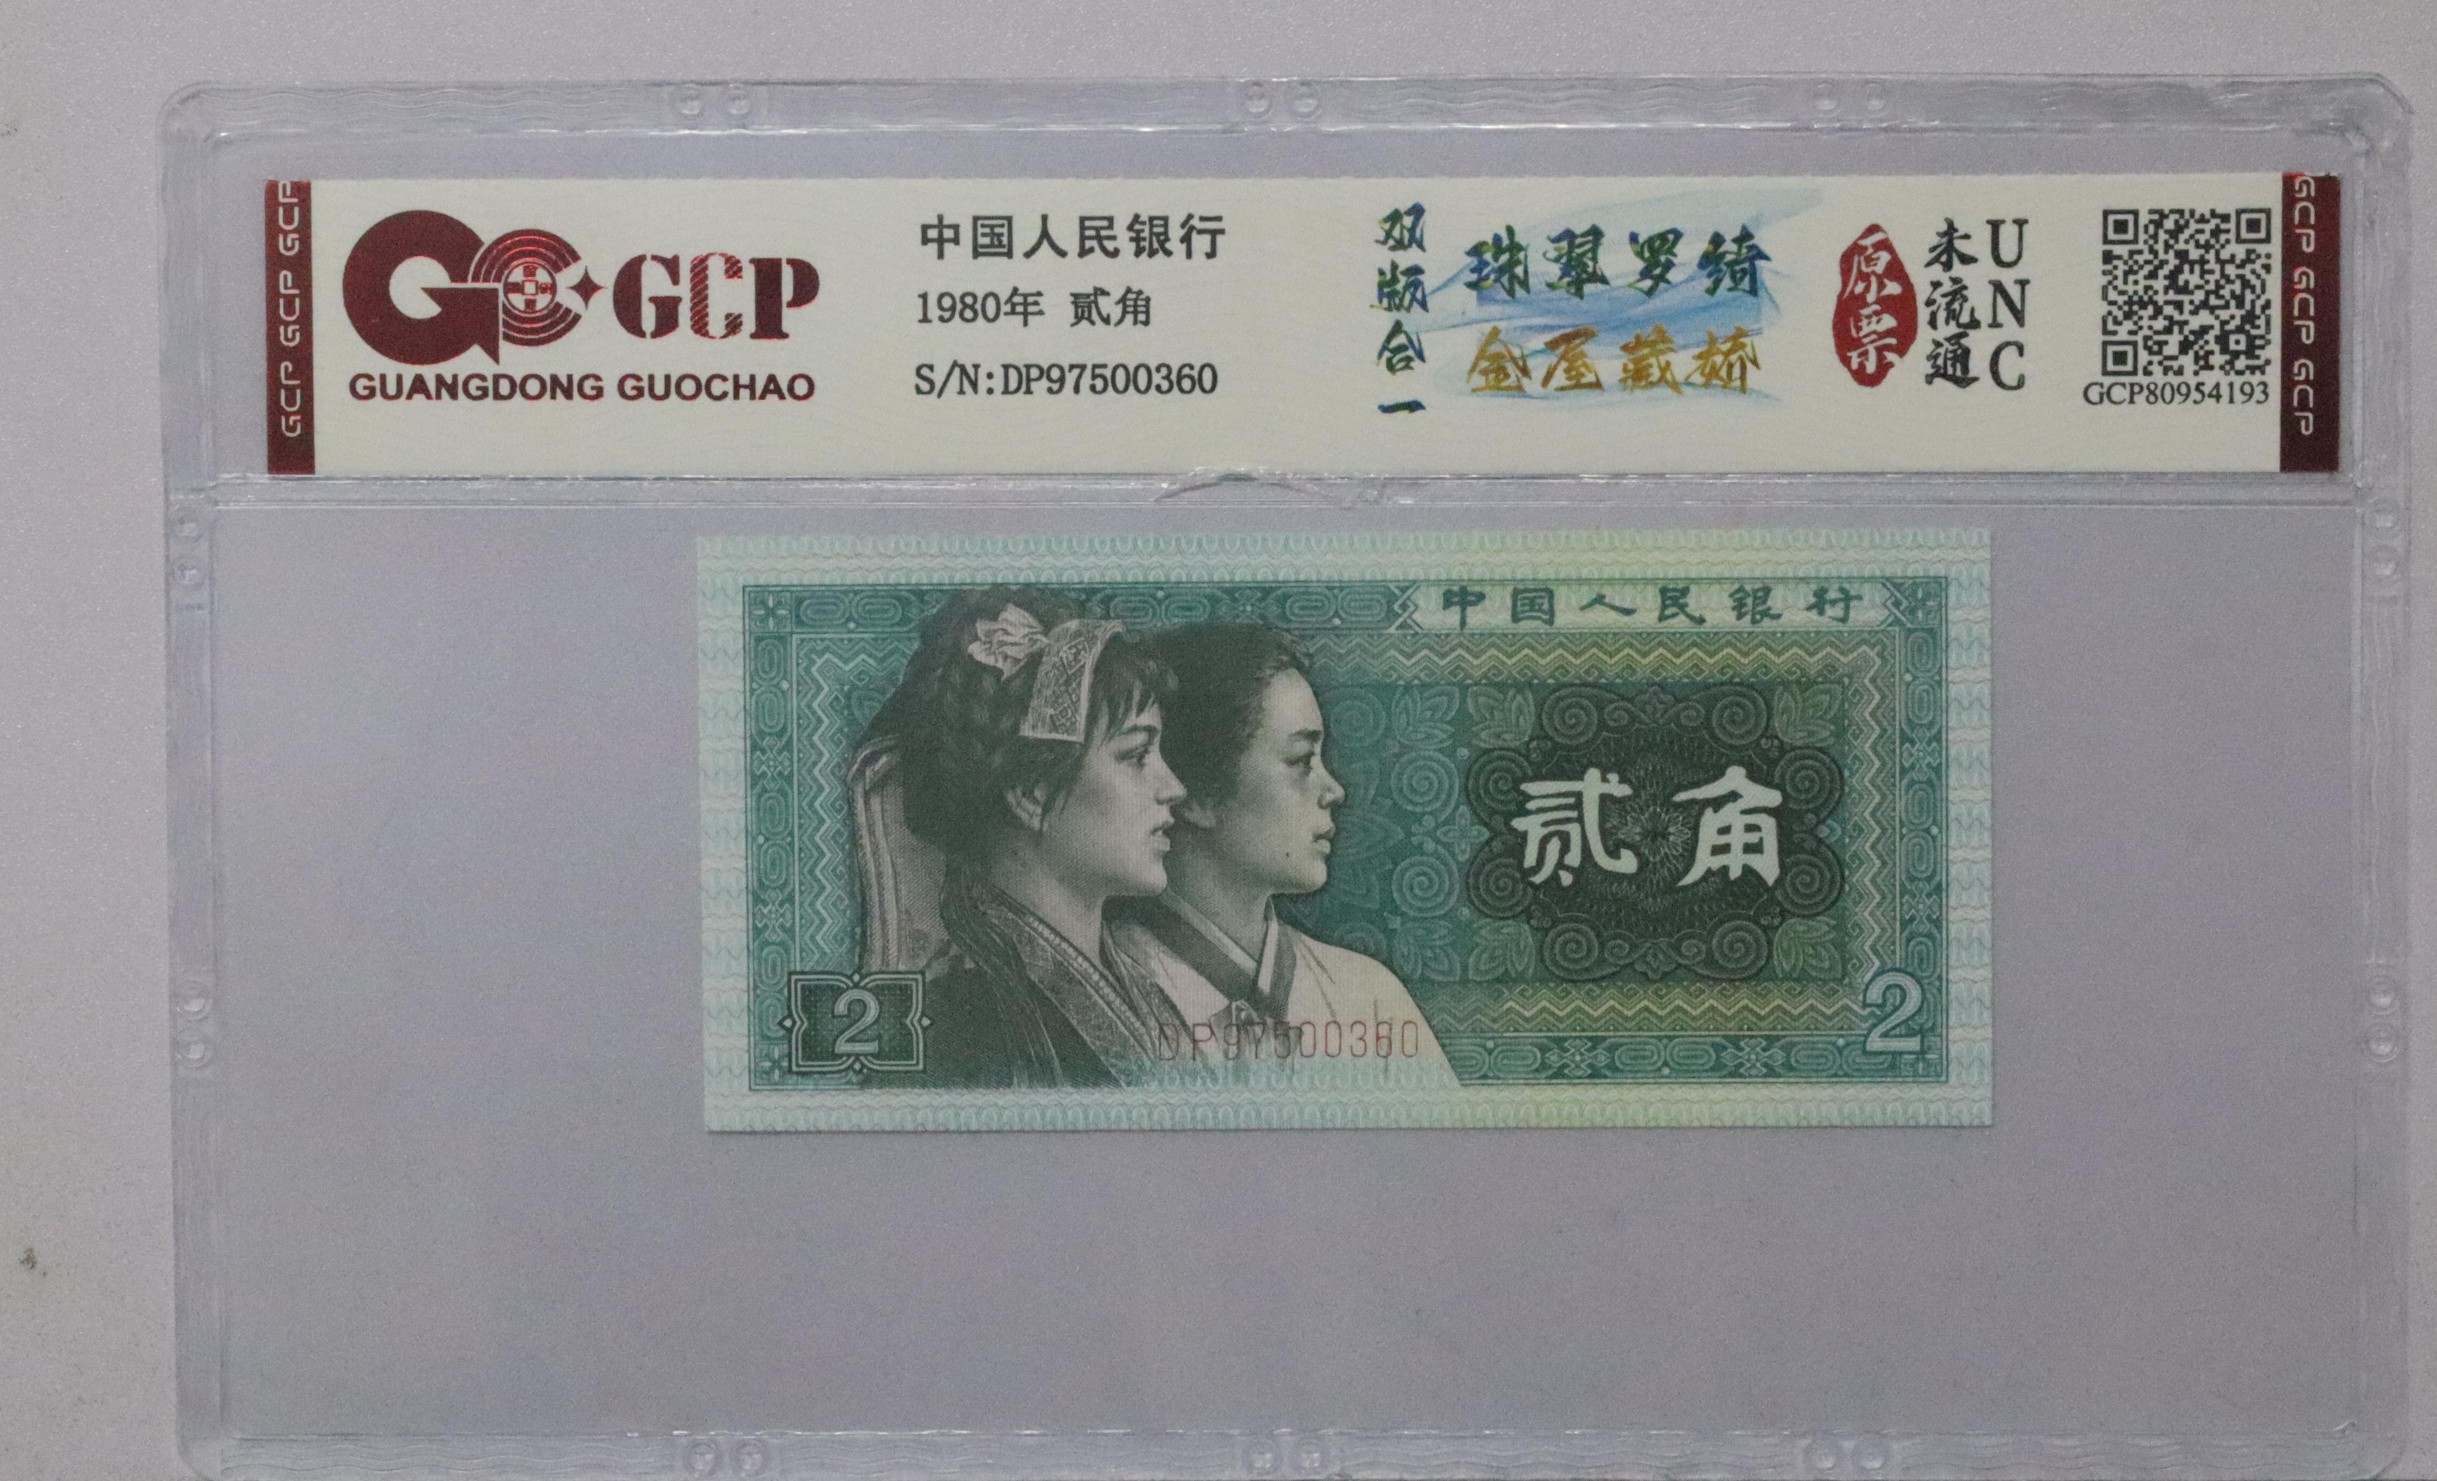 GCP GCP GCP
GCP
GUANGDONG GUOCHAO
中国人民银行
1980年 贰角
S/N:DP97500360
双版合一
珠翠罗绮
金屋藏娇
原票
未流通
UNC
GCP80954193
GCP GCP GCP
中国人民银行
贰角
2
2
DP97500360